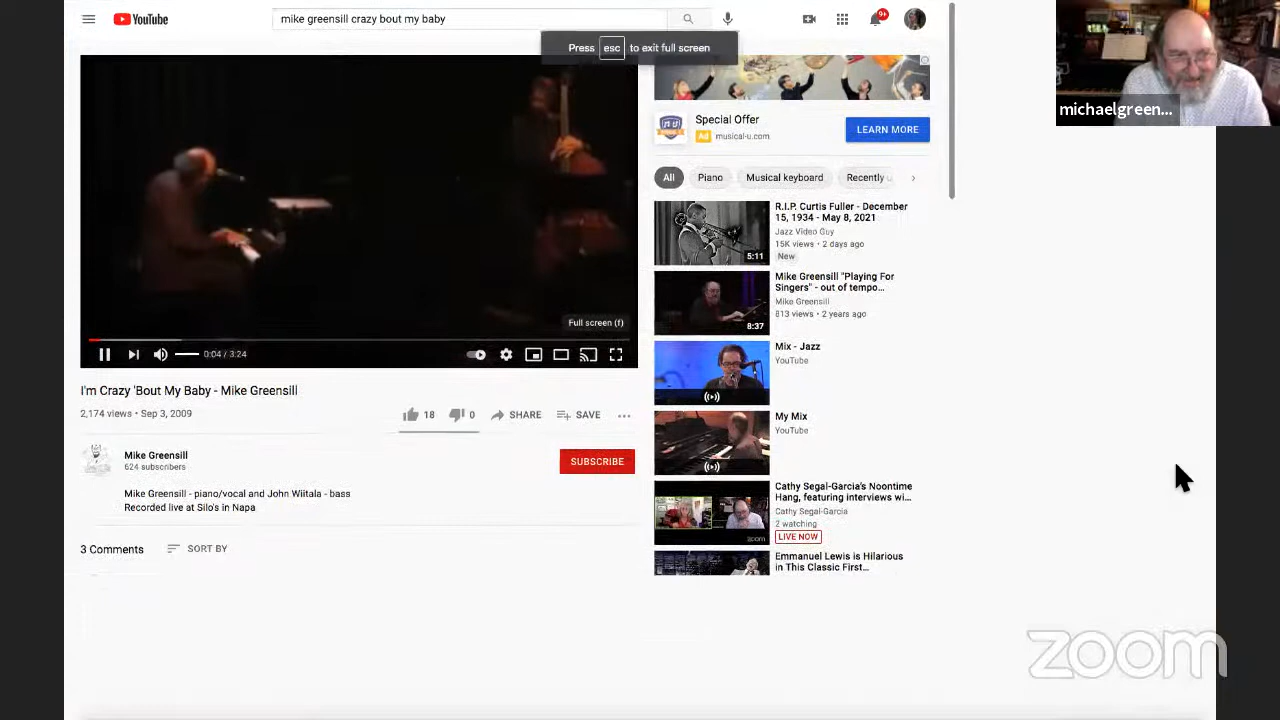 YouTube
mike greensill crazy bout my baby
9+
Press esc to exit full screen
michaelgreen...
Special Offer
Ad musical-u.com
LEARN MORE
All
Piano
Musical keyboard
Recently
R.I.P. Curtis Fuller - December
15, 1934 - May 8, 2021
Jazz Video Guy
15K views • 2 days ago
New
5:11
Mike Greensill "Playing For
Singers" - out of tempo...
Mike Greensill
813 views • 2 years ago
8:37
Mix - Jazz
YouTube
My Mix
YouTube
Cathy Segal-Garcia's Noontime
Hang, featuring interviews wi...
Cathy Segal-Garcia
2 watching
LIVE NOW
zoom
Emmanuel Lewis is Hilarious
in This Classic First...
Full screen (f)
0:04 / 3:24
I'm Crazy 'Bout My Baby - Mike Greensill
2,174 views • Sep 3, 2009
18
0
SHARE
SAVE
Mike Greensill
624 subscribers
SUBSCRIBE
Mike Greensill - piano/vocal and John Wiitala - bass
Recorded live at Silo's in Napa
3 Comments
SORT BY
zoom